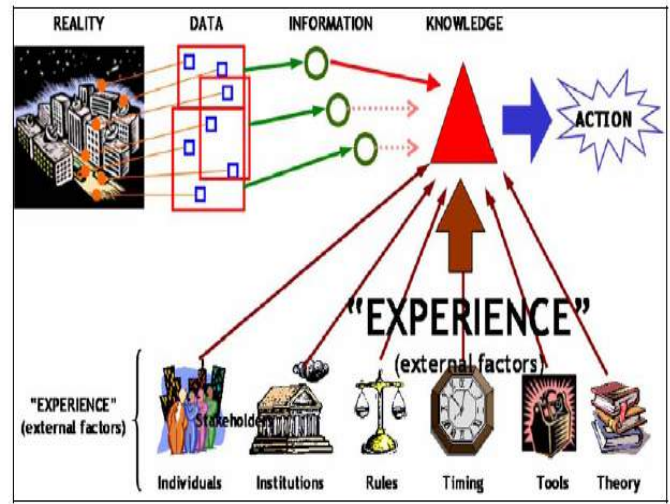 REALITY DATA INFORMATION KNOWLEDGE
ACTION
"EXPERIENCE"
(external factors)
"EXPERIENCE"
(external factors)
Stakeholders
Individuals Institutions Rules Timing Tools Theory